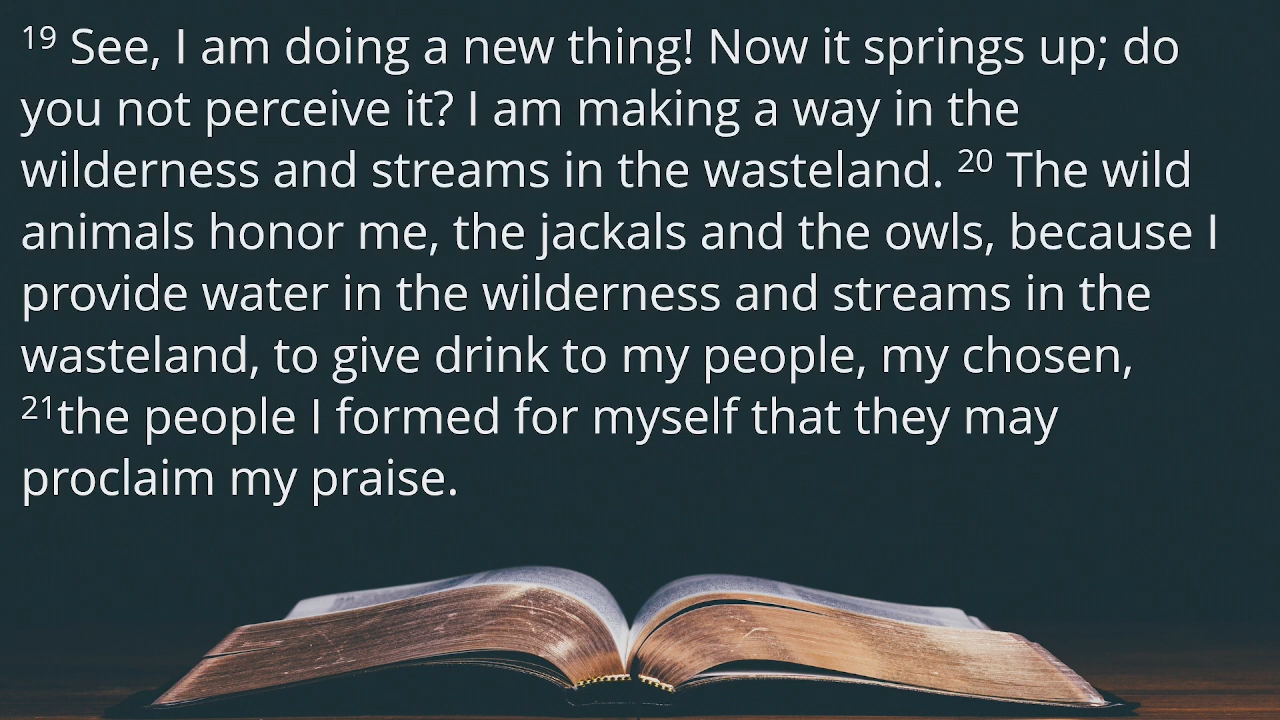 19 See, I am doing a new thing! Now it springs up; do
you not perceive it? I am making a way in the
wilderness and streams in the wasteland. 20 The wild
animals honor me, the jackals and the owls, because I
provide water in the wilderness and streams in the
wasteland, to give drink to my people, my chosen,
21the people I formed for myself that they may
proclaim my praise.